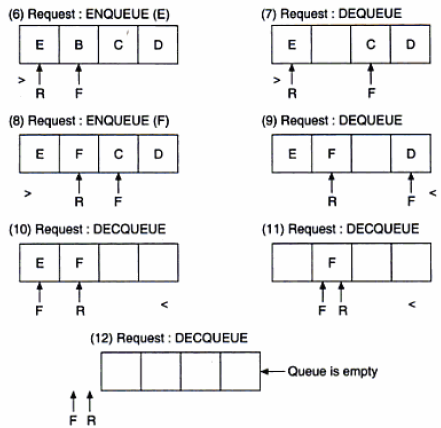 (6) Request : ENQUEUE (E)
E B C D
>
R F
(7) Request : DEQUEUE
E C D
>
R F
(8) Request : ENQUEUE (F)
E F C D
>
R F
(9) Request : DEQUEUE
E F D
R F <
(10) Request : DECQUEUE
E F
F R <
(11) Request : DECQUEUE
F
F R <
(12) Request : DECQUEUE
Queue is empty
F R